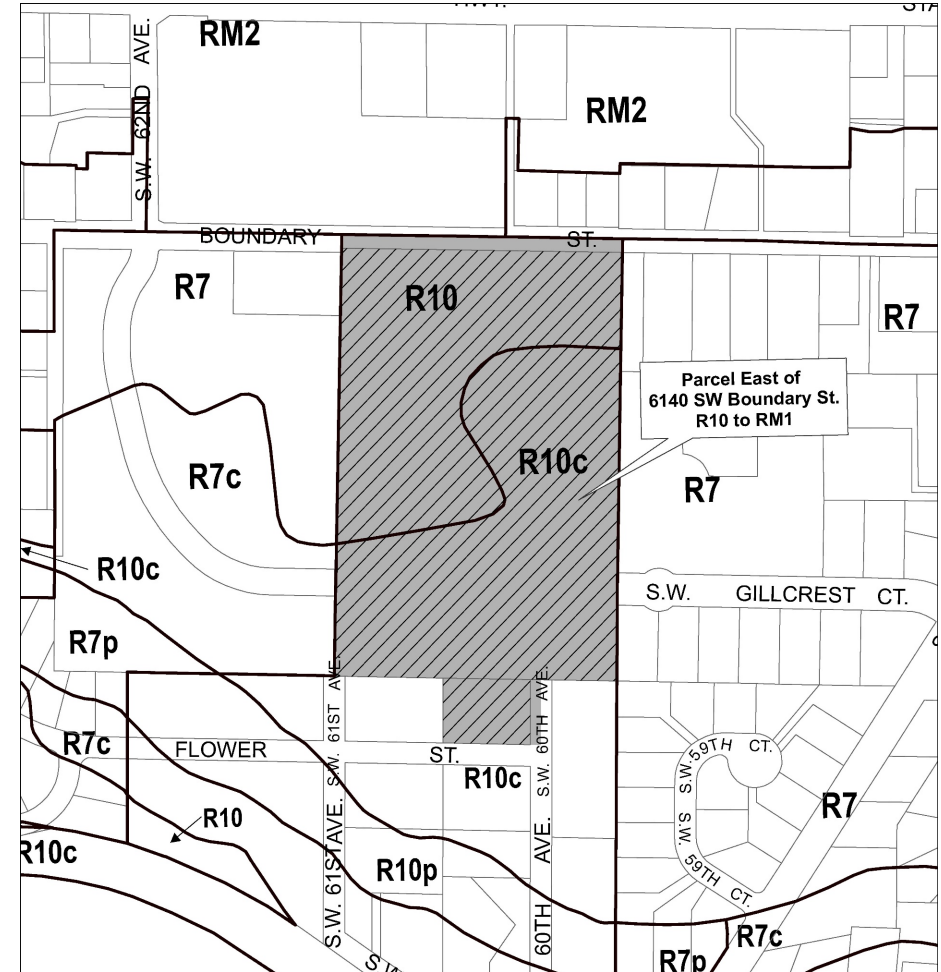 RM2
S.W. 62ND AVE.
RM2
BOUNDARY ST.
R7
R10
R7
Parcel East of
6140 SW Boundary St.
R10 to RM1
R10c
R7c
R7
R10c
S.W. GILLCREST CT.
R7p
S.W. 61ST AVE.
S.W. 60TH AVE.
R7c
FLOWER ST.
R10c
S.W. 59TH CT.
R10
R7
S.W. 59TH CT.
R10c
S.W. 61ST AVE.
R10p
60TH AVE.
R7c
R7p
S.W.